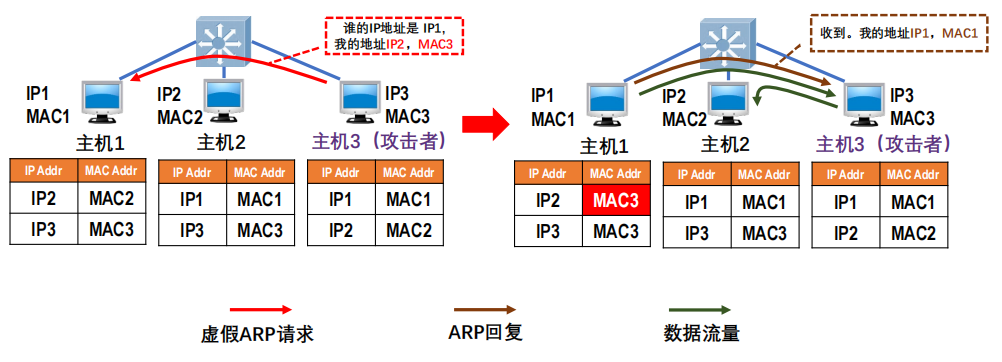 谁的IP地址是 IP1,
我的地址IP2，MAC3
IP1
MAC1
主机1
IP2
MAC2
主机2
IP3
MAC3
主机3（攻击者）
IP Addr MAC Addr
IP2 MAC2
IP3 MAC3
IP Addr MAC Addr
IP1 MAC1
IP3 MAC3
IP Addr MAC Addr
IP1 MAC1
IP2 MAC2
收到。我的地址IP1，MAC1
IP1
MAC1
主机1
IP2
MAC2
主机2
IP3
MAC3
主机3（攻击者）
IP Addr MAC Addr
IP2 MAC3
IP3 MAC3
IP Addr MAC Addr
IP1 MAC1
IP3 MAC3
IP Addr MAC Addr
IP1 MAC1
IP2 MAC2
虚假ARP请求
ARP回复
数据流量